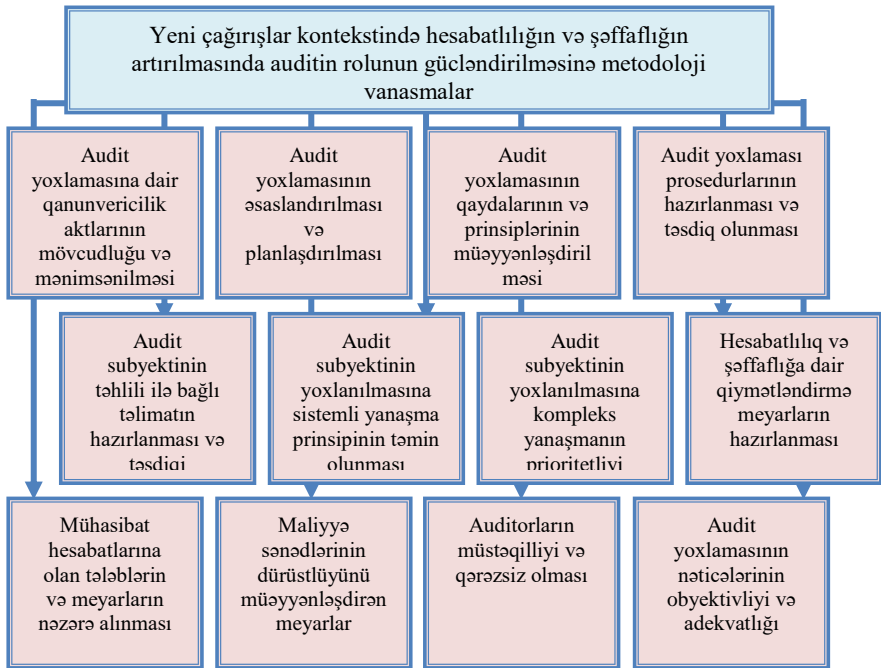 Yeni çağırışlar kontekstində hesabatlılığın və şəffaflığın
artırılmasında auditin rolunun gücləndirilməsinə metodoloji
vanasmalar
Audit
yoxlamasına dair
qanunvericilik
aktlarının
mövcudluğu və
mənimsənilməsi
Audit
yoxlamasının
əsaslandırılması
və
planlaşdırılması
Audit
yoxlamasının
qaydalarının və
prinsiplərinin
müəyyənləşdiril
məsi
Audit yoxlaması
prosedurlarının
hazırlanması və
təsdiq olunması
Audit
subyektinin
təhlili ilə bağlı
təlimatın
hazırlanması və
təsdiqi
Audit
subyektinin
yoxlanılmasına
sistemli yanaşma
prinsipinin təmin
olunması
Audit
subyektinin
yoxlanılmasına
kompleks
yanaşmanın
prioritetliyi
Hesabatlılıq və
şəffaflığa dair
qiymətləndirmə
meyarların
hazırlanması
Mühasibat
hesabatlarına
olan tələblərin
və meyarların
nəzərə alınması
Maliyyə
sənədlərinin
dürüstlüyünü
müəyyənləşdirən
meyarlar
Auditorların
müstəqilliyi və
qərəzsiz olması
Audit
yoxlamasının
nəticələrinin
obyektivliyi və
adekvatlığı